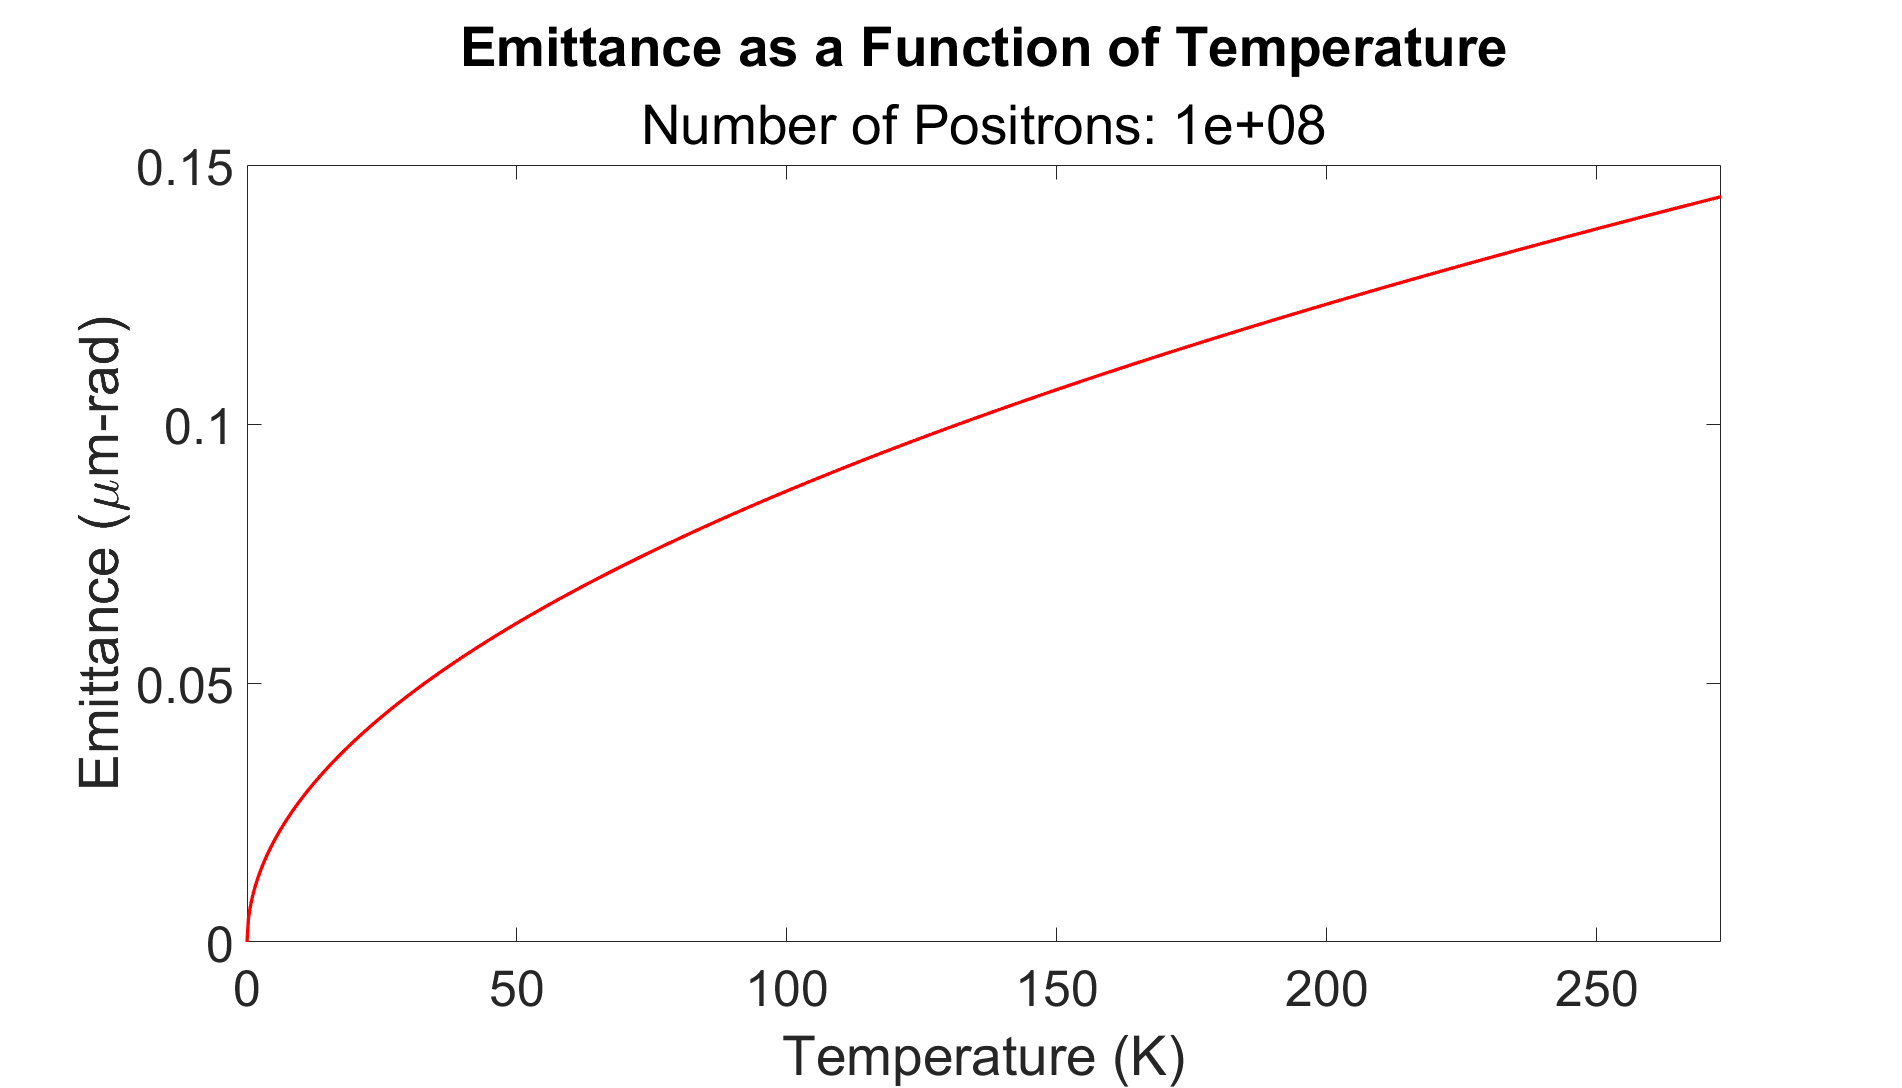 Emittance as a Function of Temperature
Number of Positrons: 1e+08
0.15
0.1
0.05
0
Emittance (μm-rad)
0 50 100 150 200 250
Temperature (K)